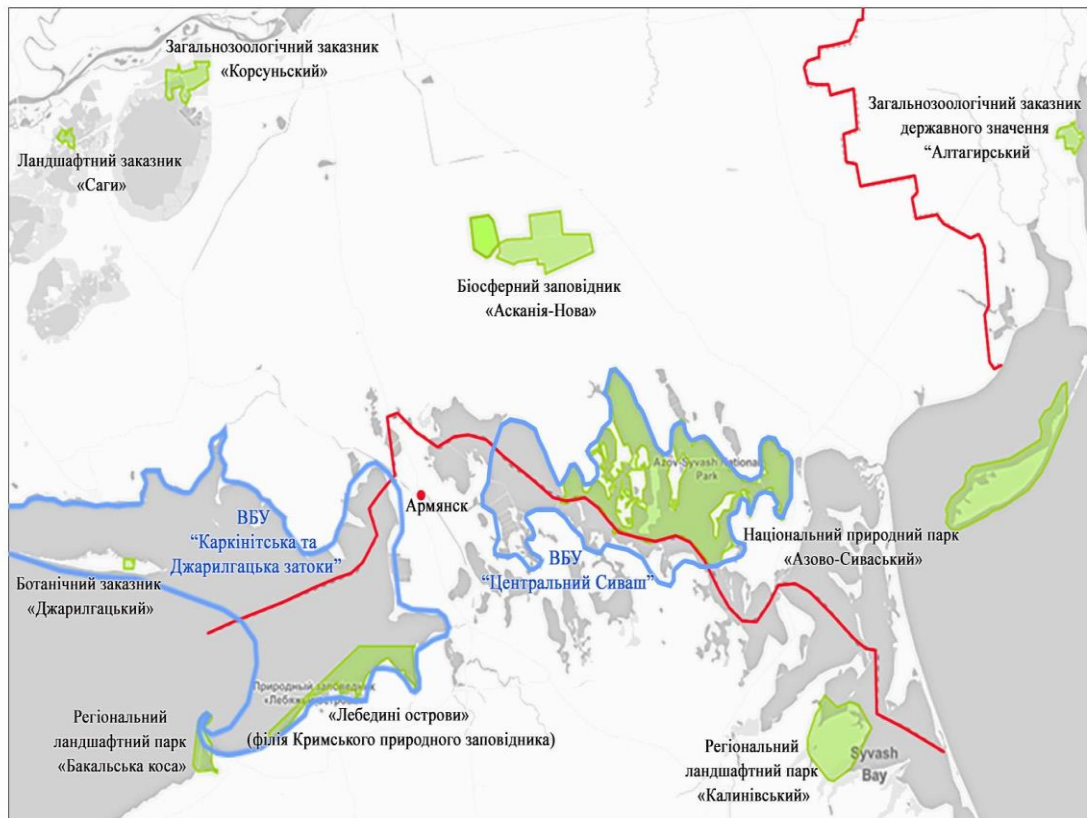 Загальнозоологічний заказник
«Корсуньский»
Загальнозоологічний заказник
державного значення
“Алтагирський
Ландшафтний заказник
«Саги»
Біосферний заповідник
«Асканія-Нова»
Azov-Syvash National
Park
Армянск
ВБУ
“Каркінітська та
Джарилгацька затоки”
ВБУ
“Центральний Сиваш”
Національний природний парк
«Азово-Сиваський»
Ботанічний заказник
«Джарилгацький»
Природный заповедник
«Лебяжьи острова»
«Лебедині острови»
(філія Кримського природного заповідника)
Регіональний
ландшафтний парк
«Бакальська коса»
Регіональний
ландшафтний парк
«Калинівський»
Syvash
Bay